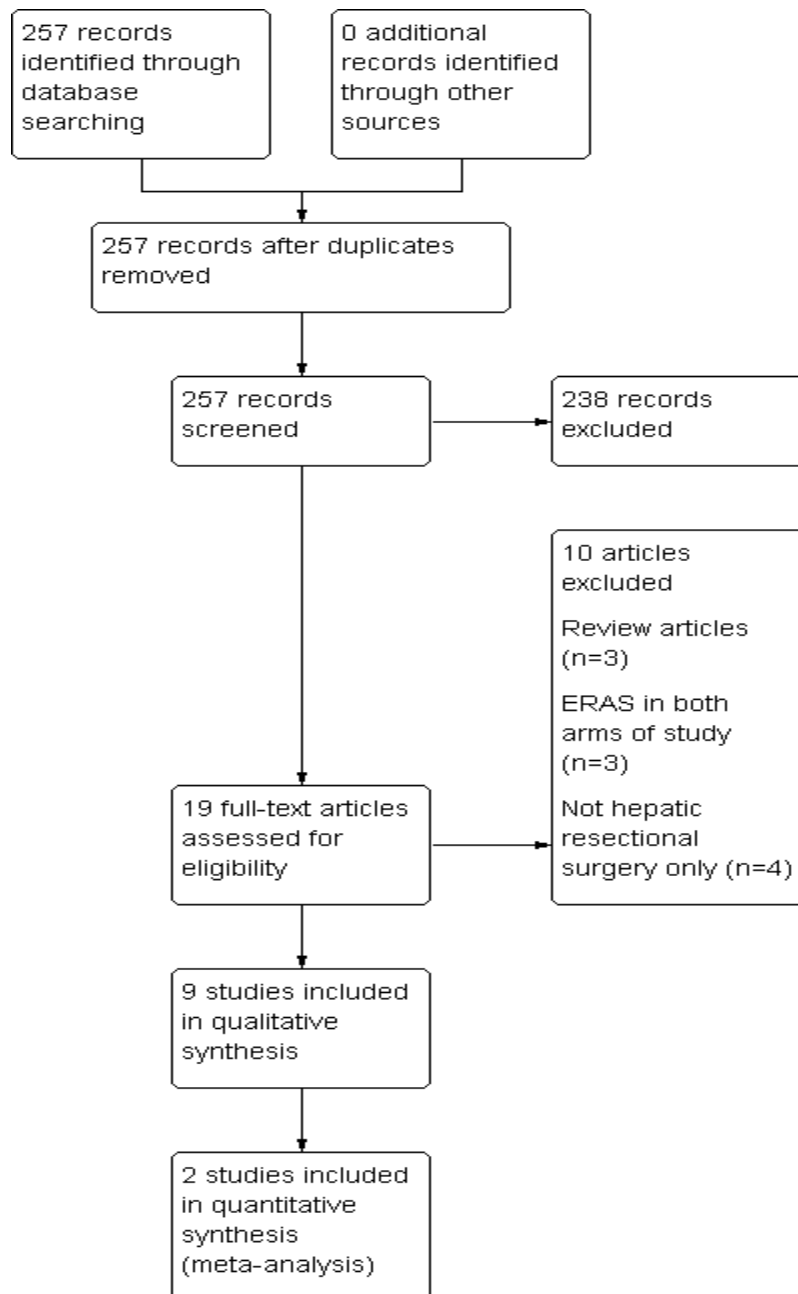 257 records
identified through
database
searching
0 additional
records identified
through other
sources
257 records after duplicates
removed
257 records
screened
238 records
excluded
10 articles
excluded
Review articles
(n=3)
ERAS in both
arms of study
(n=3)
Not hepatic
resectional
surgery only (n=4)
19 full-text articles
assessed for
eligibility
9 studies included
in qualitative
synthesis
2 studies included
in quantitative
synthesis
(meta-analysis)